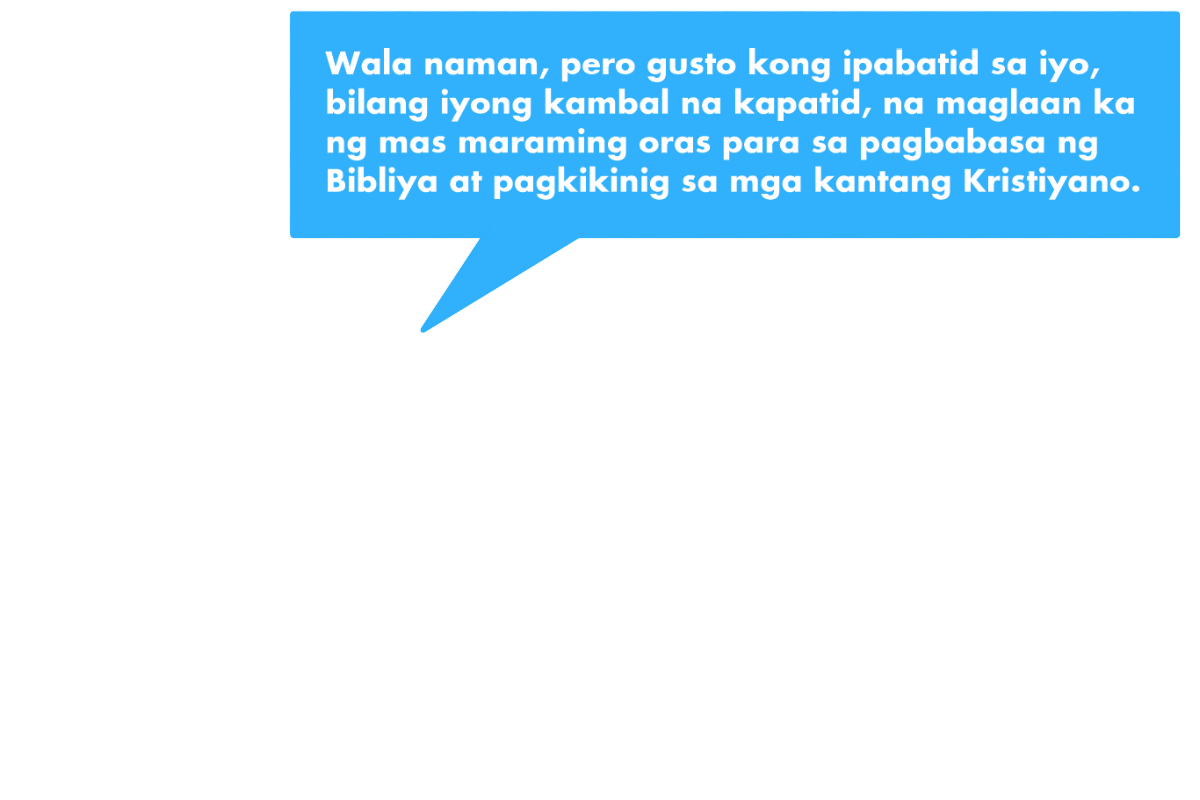 Wala naman, pero gusto kong ipabatid sa iyo,
bilang iyong kambal na kapatid, na maglaan ka
ng mas maraming oras para sa pagbabasa ng
Bibliya at pagkikinig sa mga kantang Kristiyano.